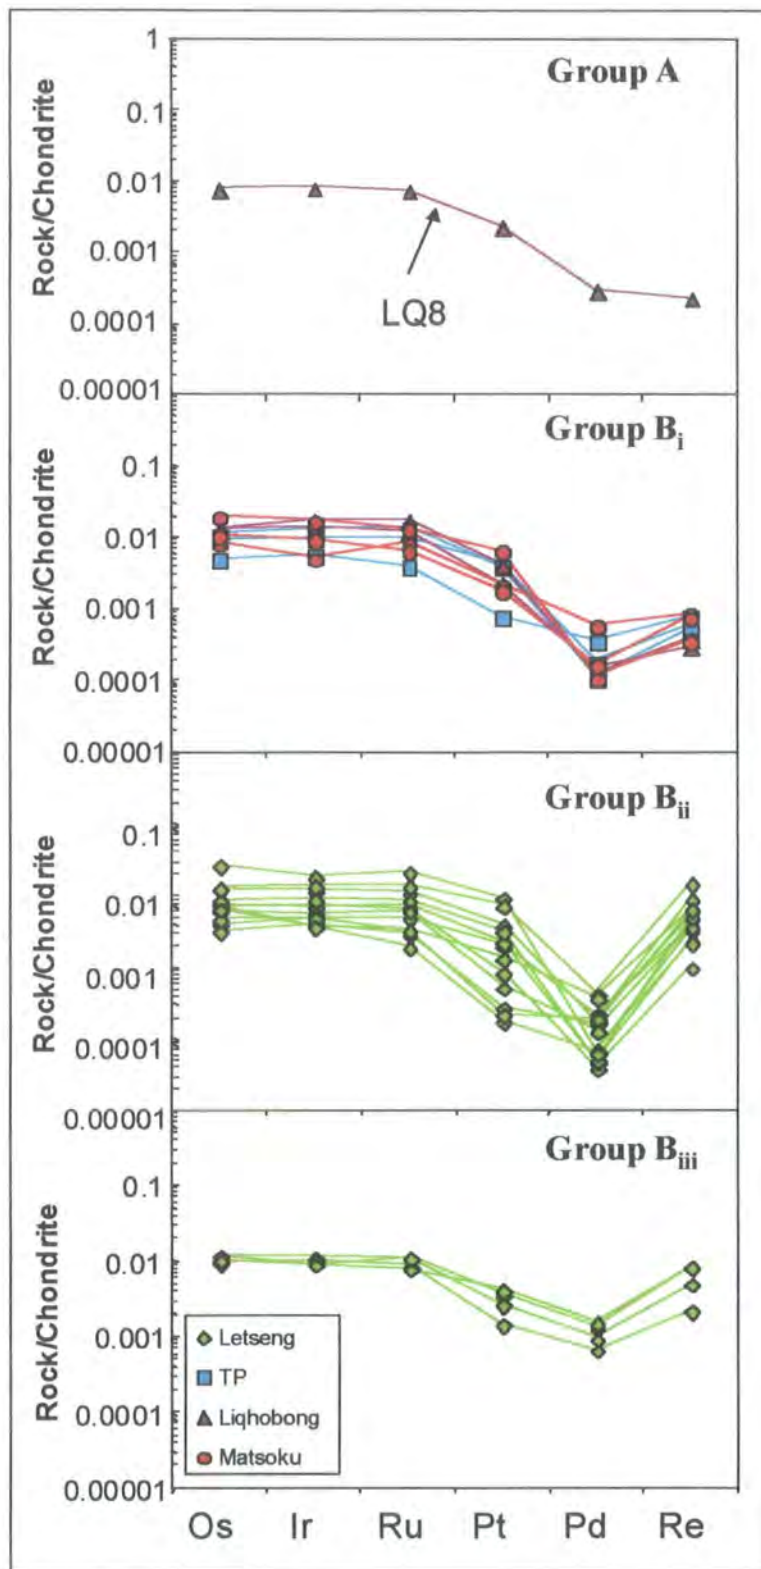 1
Group A
0.1
0.01
0.001
LQ8
0.0001
0.00001
Rock/Chondrite
Group Bi
0.1
0.01
0.001
0.0001
0.00001
Rock/Chondrite
Group Bii
0.1
0.01
0.001
0.0001
0.00001
Rock/Chondrite
Group Biii
0.1
0.01
0.001
0.0001
0.00001
Rock/Chondrite
Letseng
TP
Liqhobong
Matsoku
Os Ir Ru Pt Pd Re